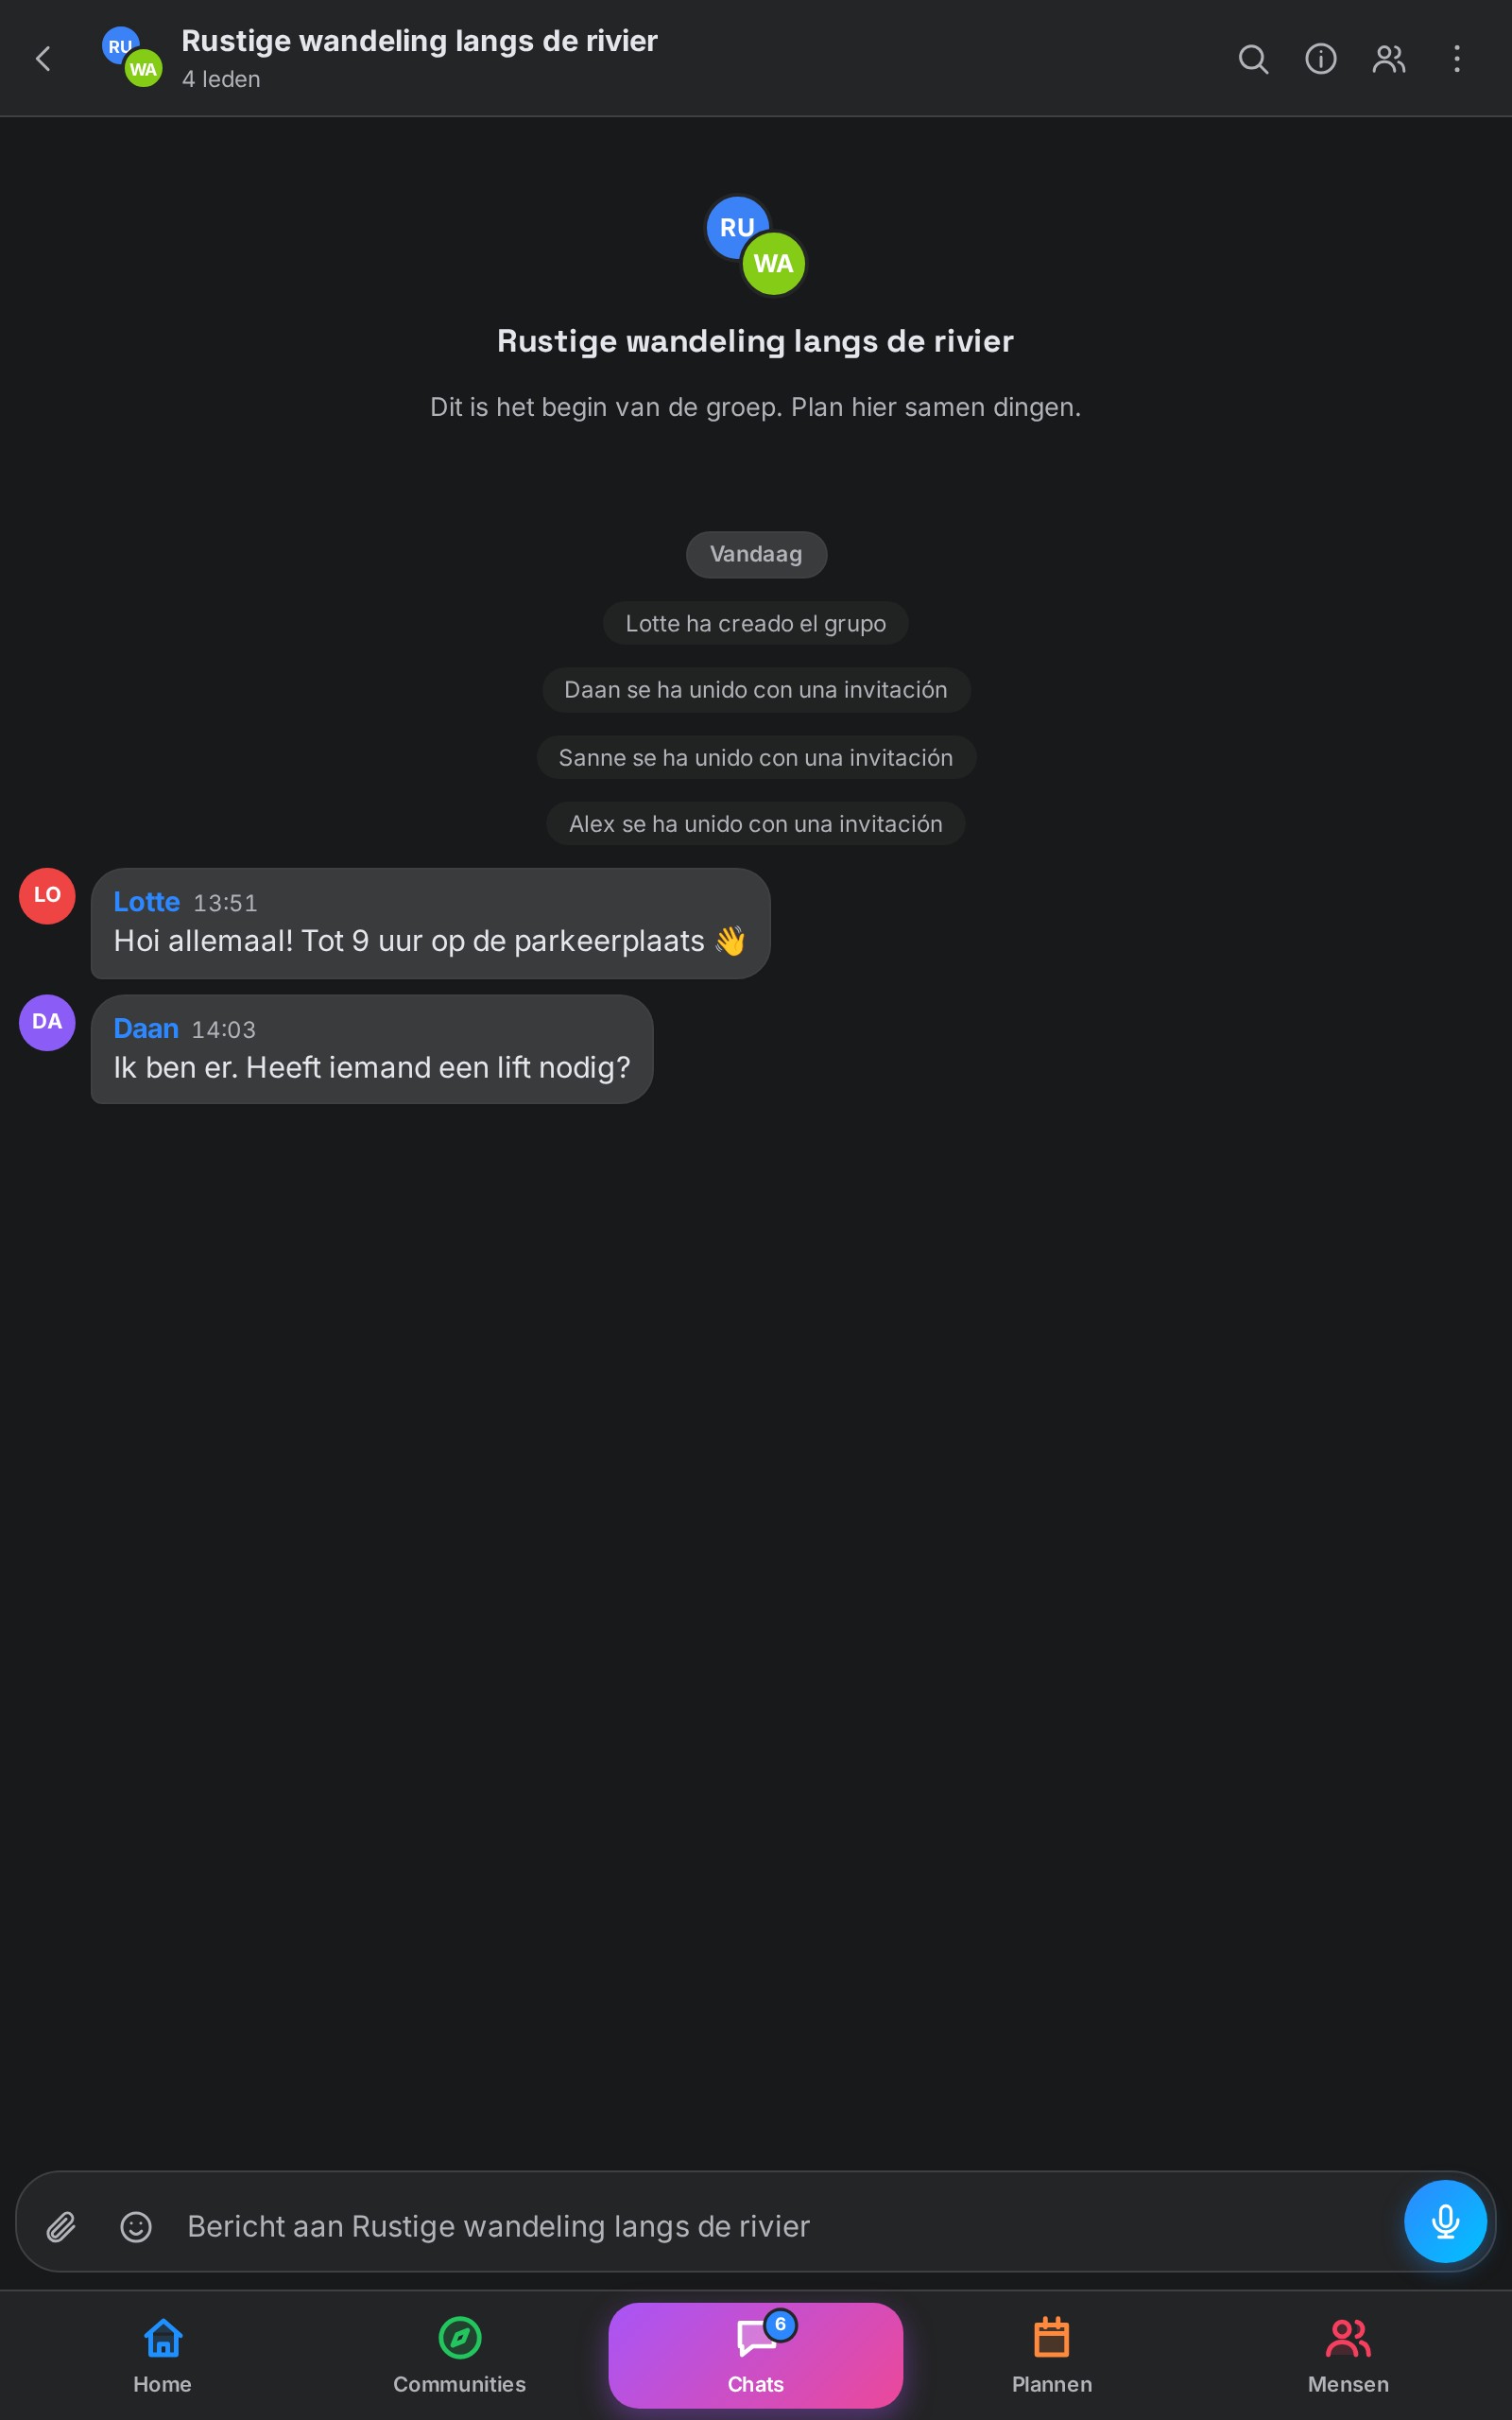 RU
WA
Rustige wandeling langs de rivier
4 leden
RU
WA
Rustige wandeling langs de rivier
Dit is het begin van de groep. Plan hier samen dingen.
Vandaag
Lotte ha creado el grupo
Daan se ha unido con una invitación
Sanne se ha unido con una invitación
Alex se ha unido con una invitación
LO
Lotte 13:51
Hoi allemaal! Tot 9 uur op de parkeerplaats 👋
DA
Daan 14:03
Ik ben er. Heeft iemand een lift nodig?
Bericht aan Rustige wandeling langs de rivier
6
Home
Communities
Chats
Plannen
Mensen